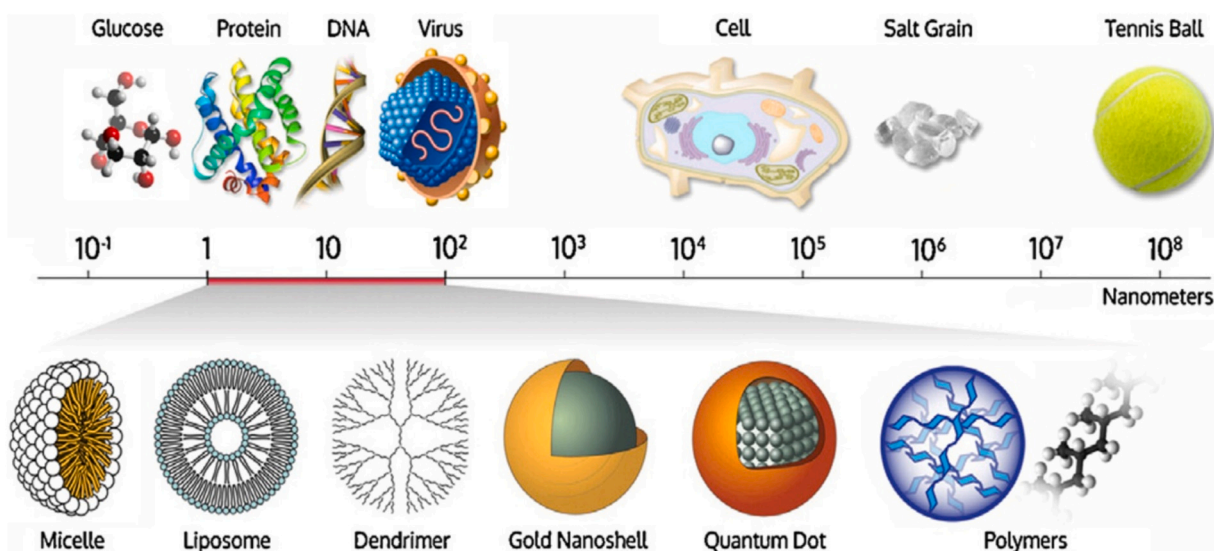 Glucose Protein DNA Virus Cell Salt Grain Tennis Ball
10⁻¹ 1 10 10² 10³ 10⁴ 10⁵ 10⁶ 10⁷ 10⁸
Nanometers
Micelle Liposome Dendrimer Gold Nanoshell Quantum Dot Polymers